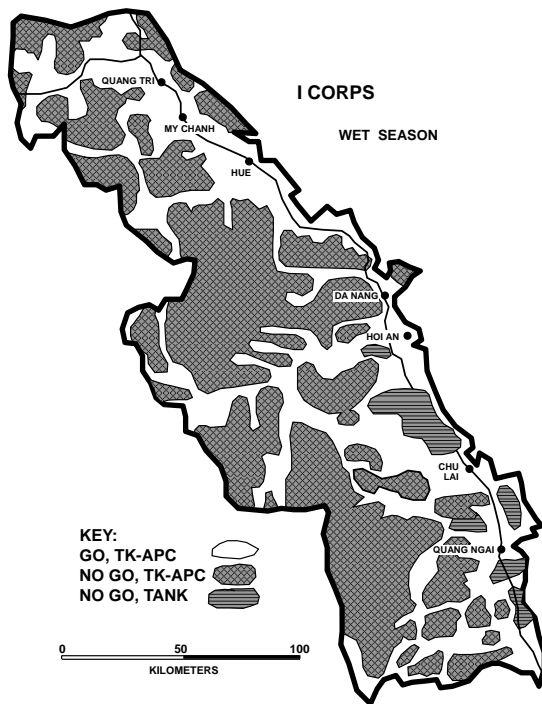 I CORPS
WET SEASON
QUANG TRI
MY CHANH
HUE
DA NANG
HOI AN
CHU
LAI
QUANG NGAI
KEY:
GO, TK-APC
NO GO, TK-APC
NO GO, TANK
0 50 100
KILOMETERS